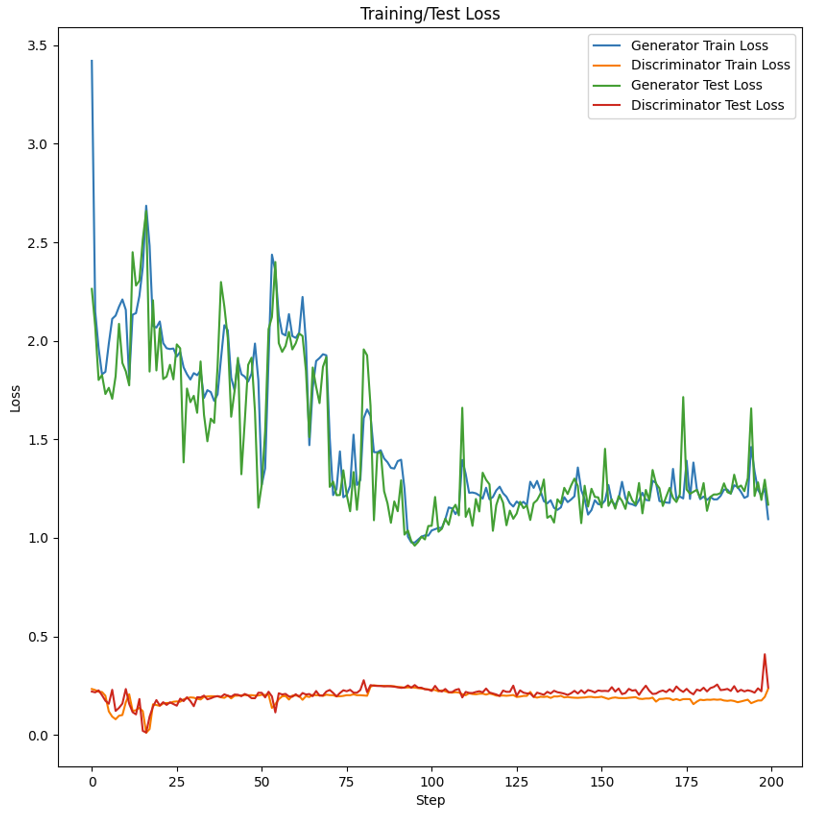 Training/Test Loss
Generator Train Loss
Discriminator Train Loss
Generator Test Loss
Discriminator Test Loss
3.5
3.0
2.5
2.0
1.5
1.0
0.5
0.0
Loss
0 25 50 75 100 125 150 175 200
Step